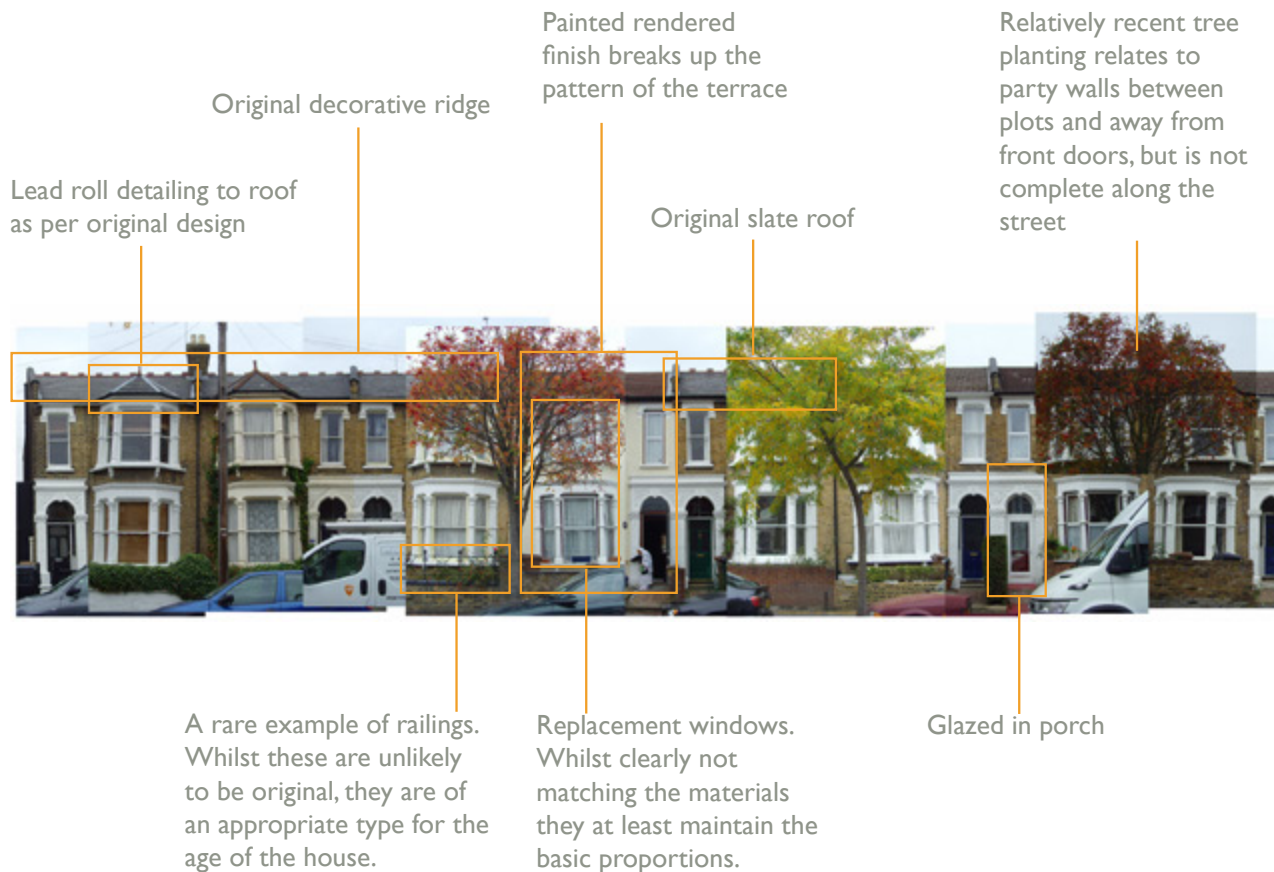 Painted rendered
finish breaks up the
pattern of the terrace
Relatively recent tree
planting relates to
party walls between
plots and away from
front doors, but is not
complete along the
street
Original decorative ridge
Lead roll detailing to roof
as per original design
Original slate roof
A rare example of railings.
Whilst these are unlikely
to be original, they are of
an appropriate type for the
age of the house.
Replacement windows.
Whilst clearly not
matching the materials
they at least maintain the
basic proportions.
Glazed in porch